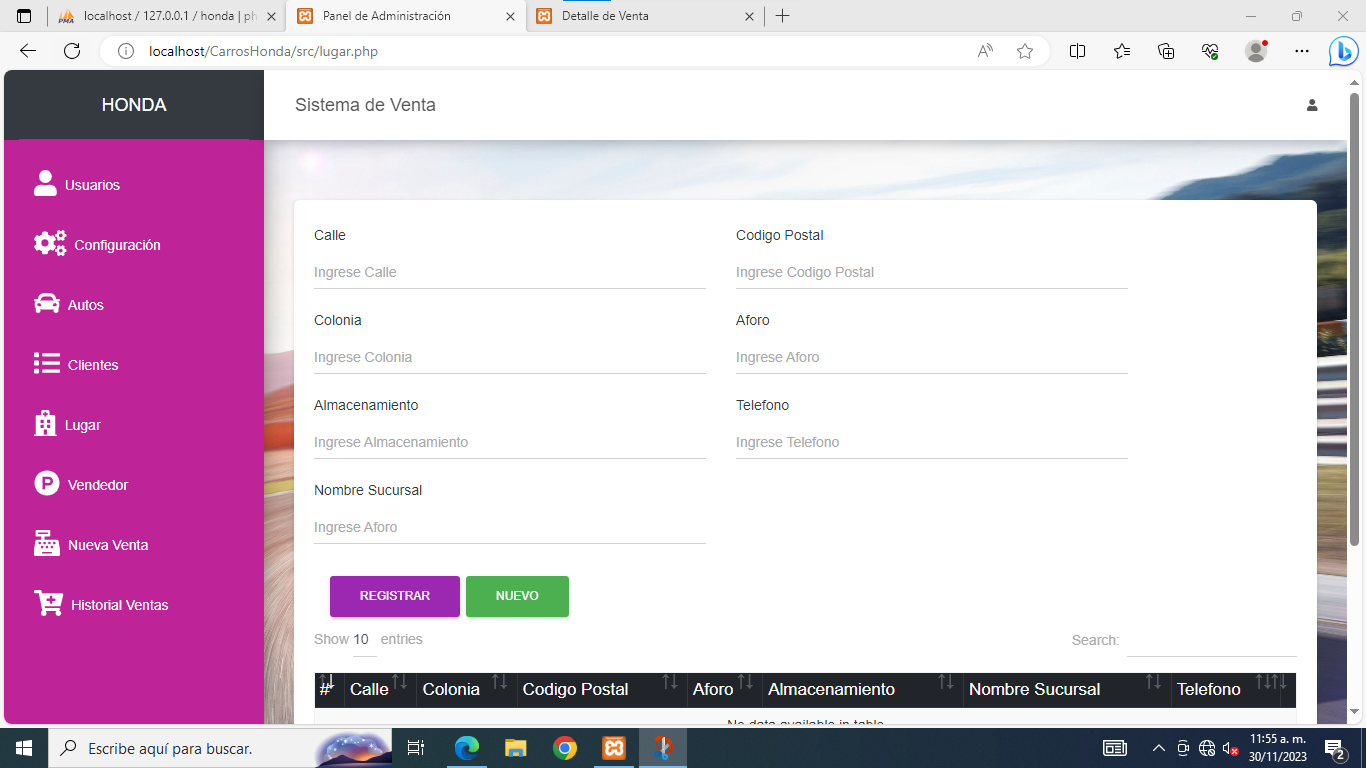 localhost / 127.0.0.1 / honda | ph
Panel de Administración
Detalle de Venta
localhost/CarrosHonda/src/lugar.php
HONDA
Sistema de Venta
Usuarios
Configuración
Autos
Clientes
Lugar
Vendedor
Nueva Venta
Historial Ventas
Calle
Codigo Postal
Ingrese Calle
Ingrese Codigo Postal
Colonia
Aforo
Ingrese Colonia
Ingrese Aforo
Almacenamiento
Telefono
Ingrese Almacenamiento
Ingrese Telefono
Nombre Sucursal
Ingrese Aforo
REGISTRAR
NUEVO
Show 10 entries
Search:
# Calle Colonia Codigo Postal Aforo Almacenamiento Nombre Sucursal Telefono
No data available in table
Escribe aquí para buscar.
11:55 a. m.
30/11/2023
2